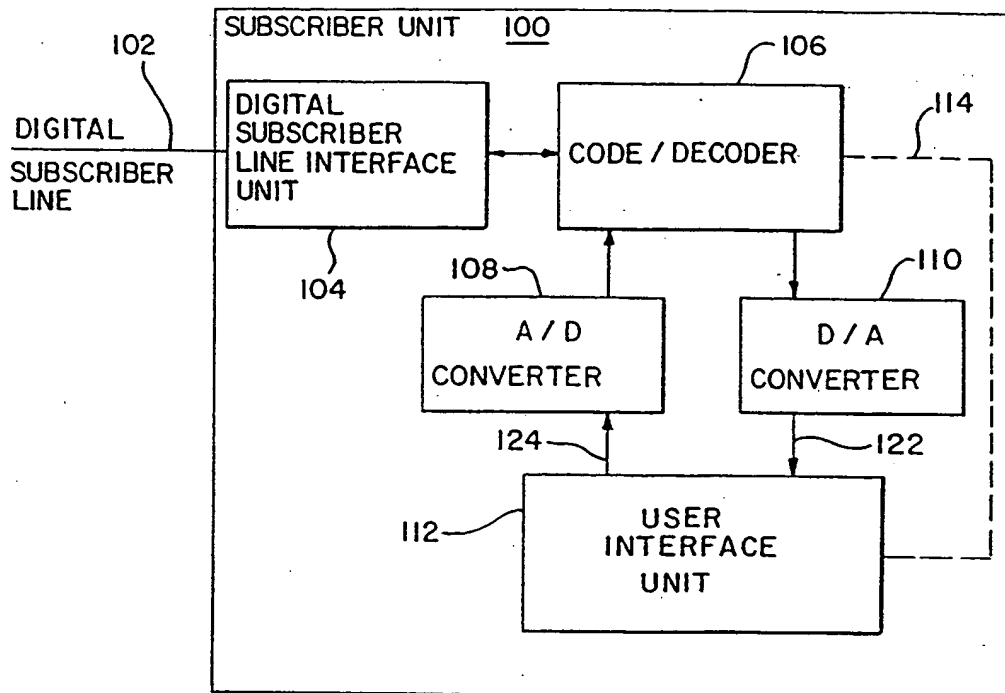 SUBSCRIBER UNIT 100
102
106
114
DIGITAL
SUBSCRIBER
LINE
DIGITAL
SUBSCRIBER
LINE INTERFACE
UNIT
CODE / DECODER
104
108
110
A / D
CONVERTER
D / A
CONVERTER
124
122
112
USER
INTERFACE
UNIT